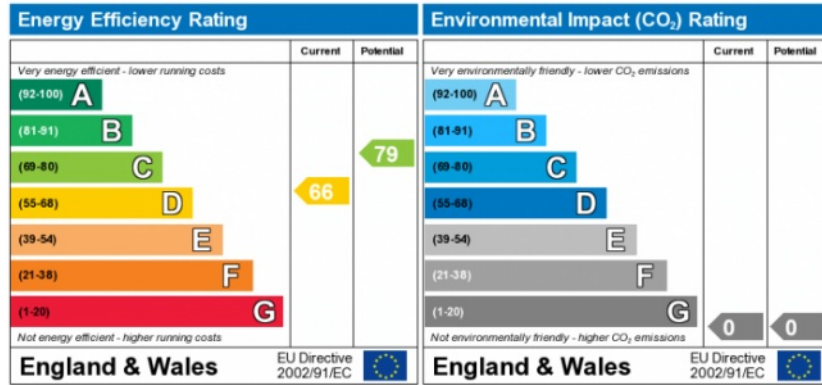 Energy Efficiency Rating
Current Potential
Very energy efficient - lower running costs
(92-100) A
(81-91) B
(69-80) C
(55-68) D
(39-54) E
(21-38) F
(1-20) G
66
79
Not energy efficient - higher running costs
England & Wales
EU Directive
2002/91/EC
Environmental Impact (CO₂) Rating
Current Potential
Very environmentally friendly - lower CO₂ emissions
(92-100) A
(81-91) B
(69-80) C
(55-68) D
(39-54) E
(21-38) F
(1-20) G
0
0
Not environmentally friendly - higher CO₂ emissions
England & Wales
EU Directive
2002/91/EC